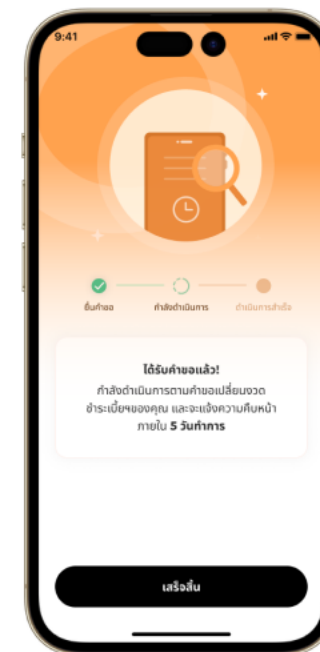 9:41
ยื่นคำขอ
กำลังดำเนินการ
ดำเนินการสำเร็จ
ได้รับคำขอแล้ว!
กำลังดำเนินการตามคำขอเปลี่ยนงวด
ชำระเบี้ยฯของคุณ และจะแจ้งความคืบหน้า
ภายใน 5 วันทำการ
เสร็จสิ้น